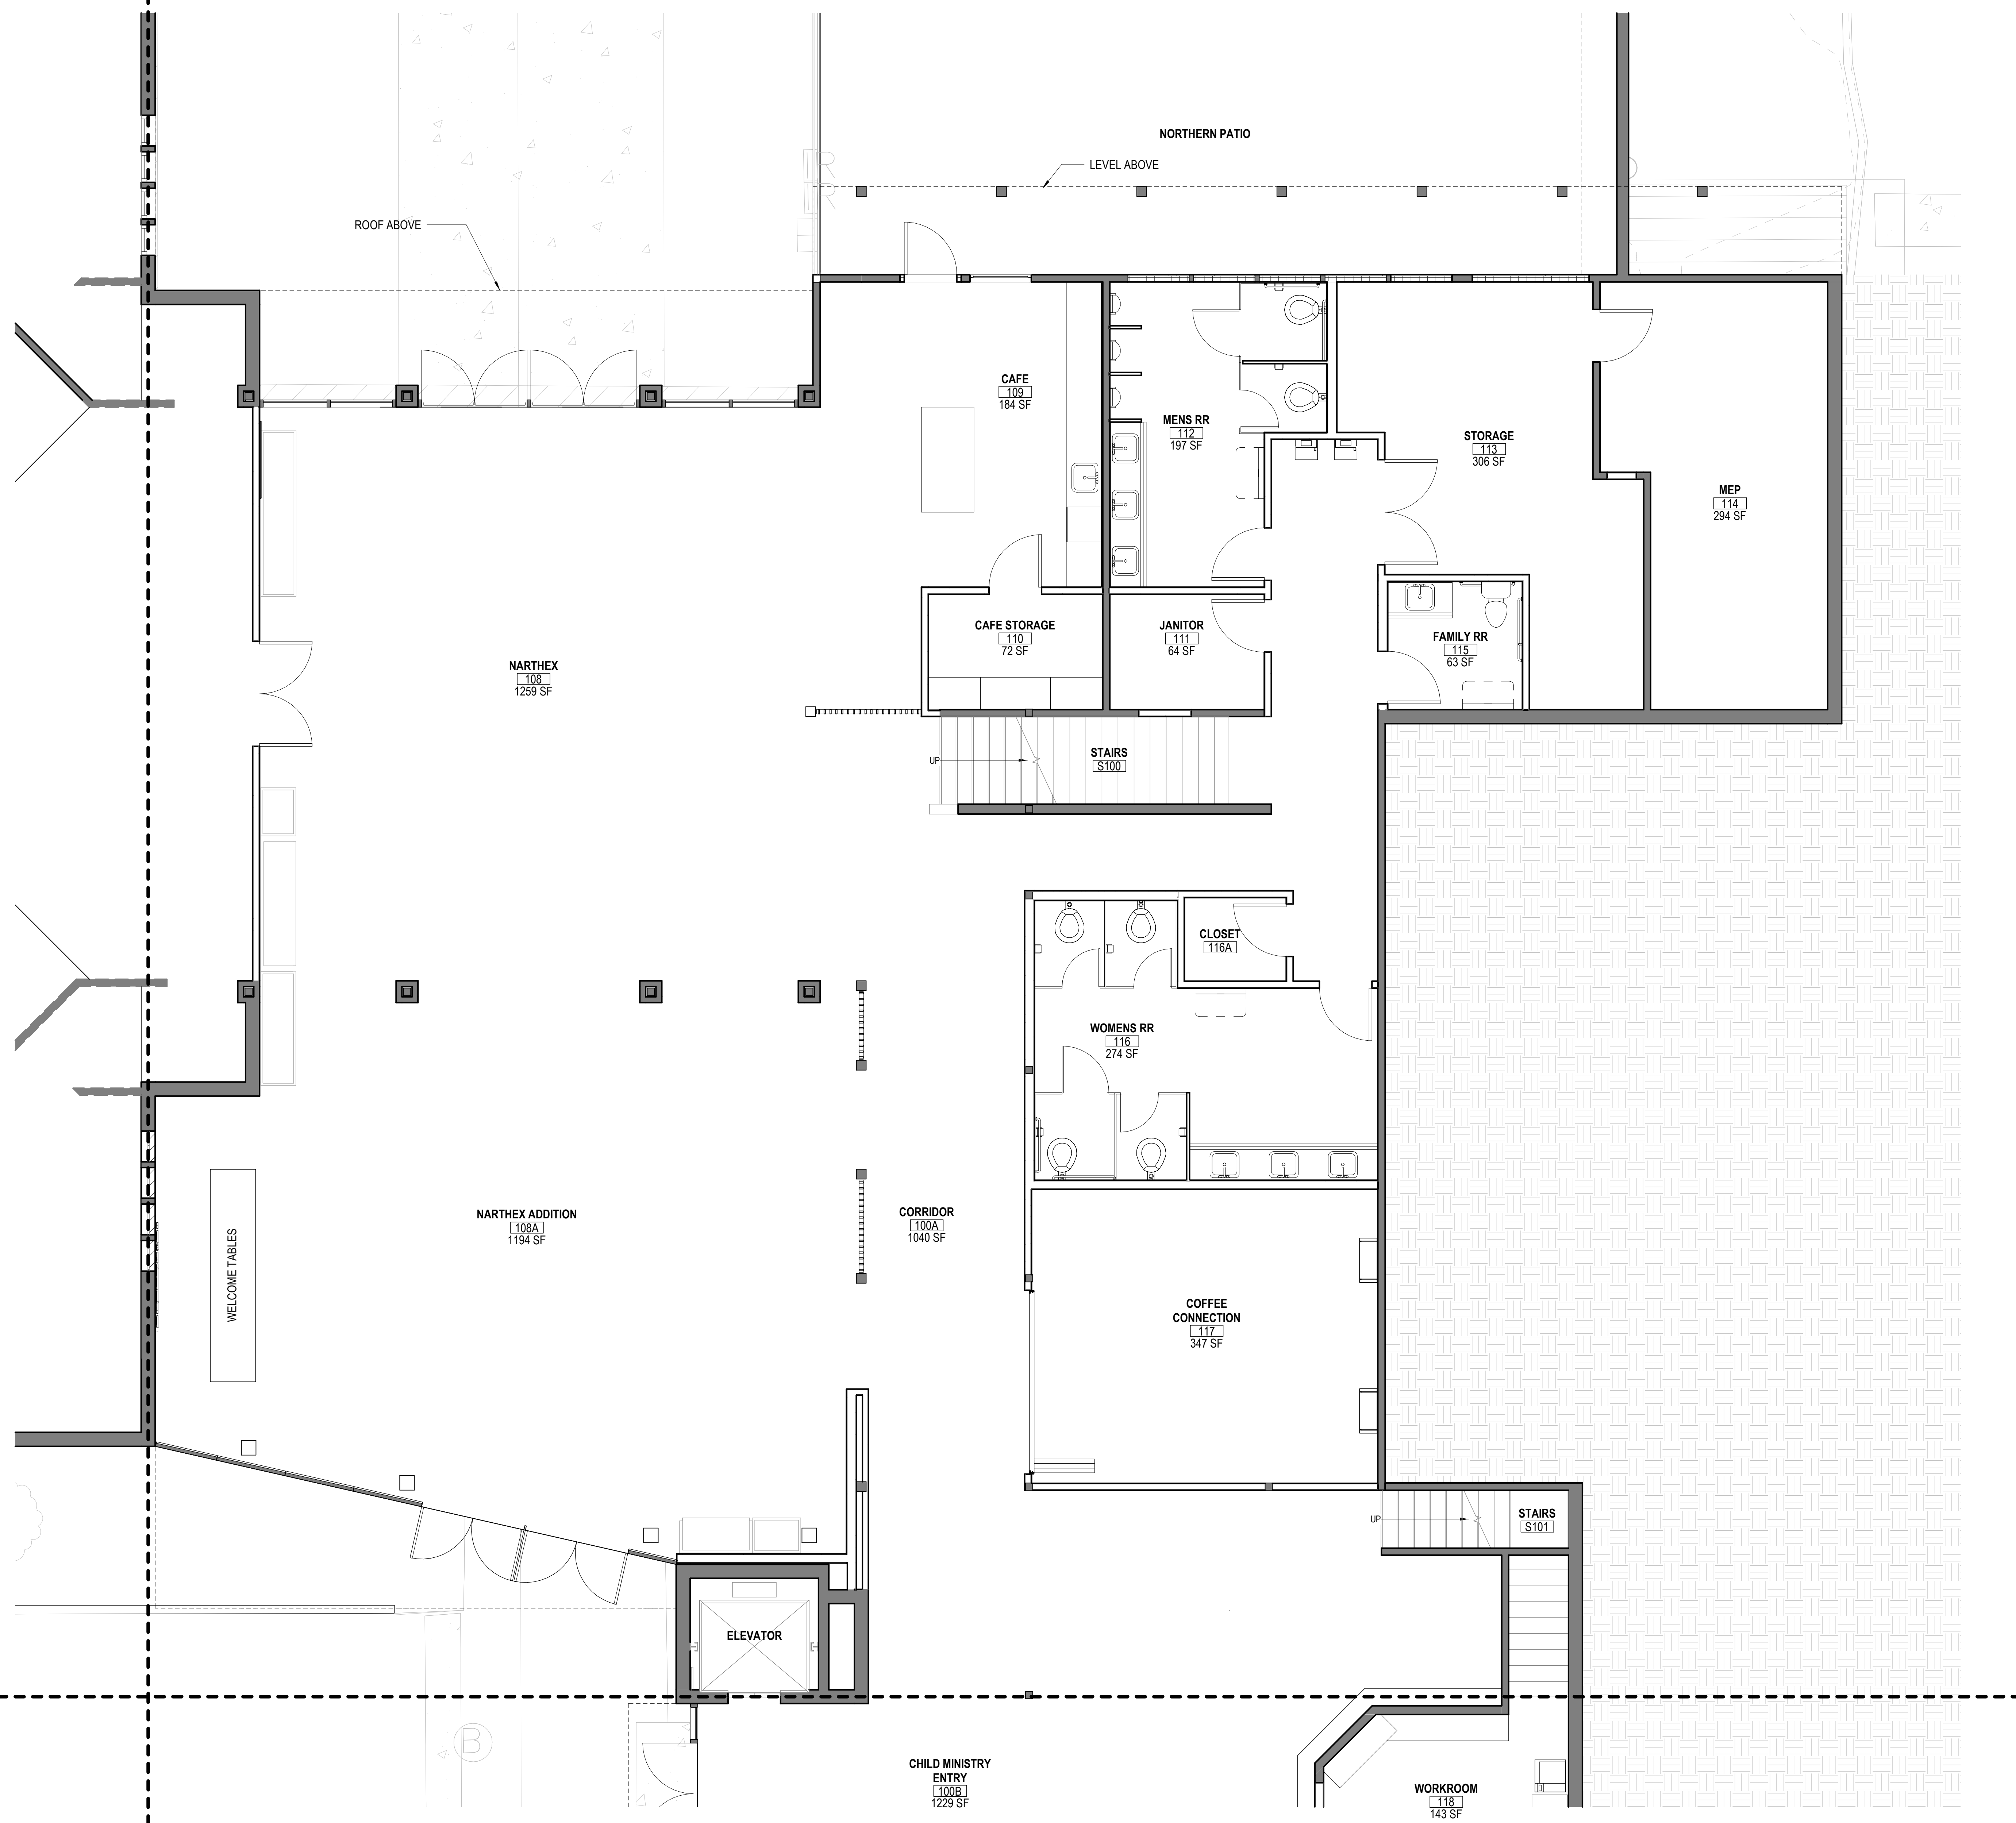 NORTHERN PATIO
LEVEL ABOVE
ROOF ABOVE
CAFE
109
184 SF
MENS RR
112
197 SF
STORAGE
113
306 SF
MEP
114
294 SF
CAFE STORAGE
110
72 SF
JANITOR
111
64 SF
FAMILY RR
115
63 SF
NARTHEX
108
1259 SF
STAIRS
S100
UP
CLOSET
116A
WOMENS RR
116
274 SF
NARTHEX ADDITION
108A
1194 SF
CORRIDOR
100A
1040 SF
WELCOME TABLES
COFFEE
CONNECTION
117
347 SF
UP
STAIRS
S101
ELEVATOR
B
CHILD MINISTRY
ENTRY
100B
1229 SF
WORKROOM
118
143 SF